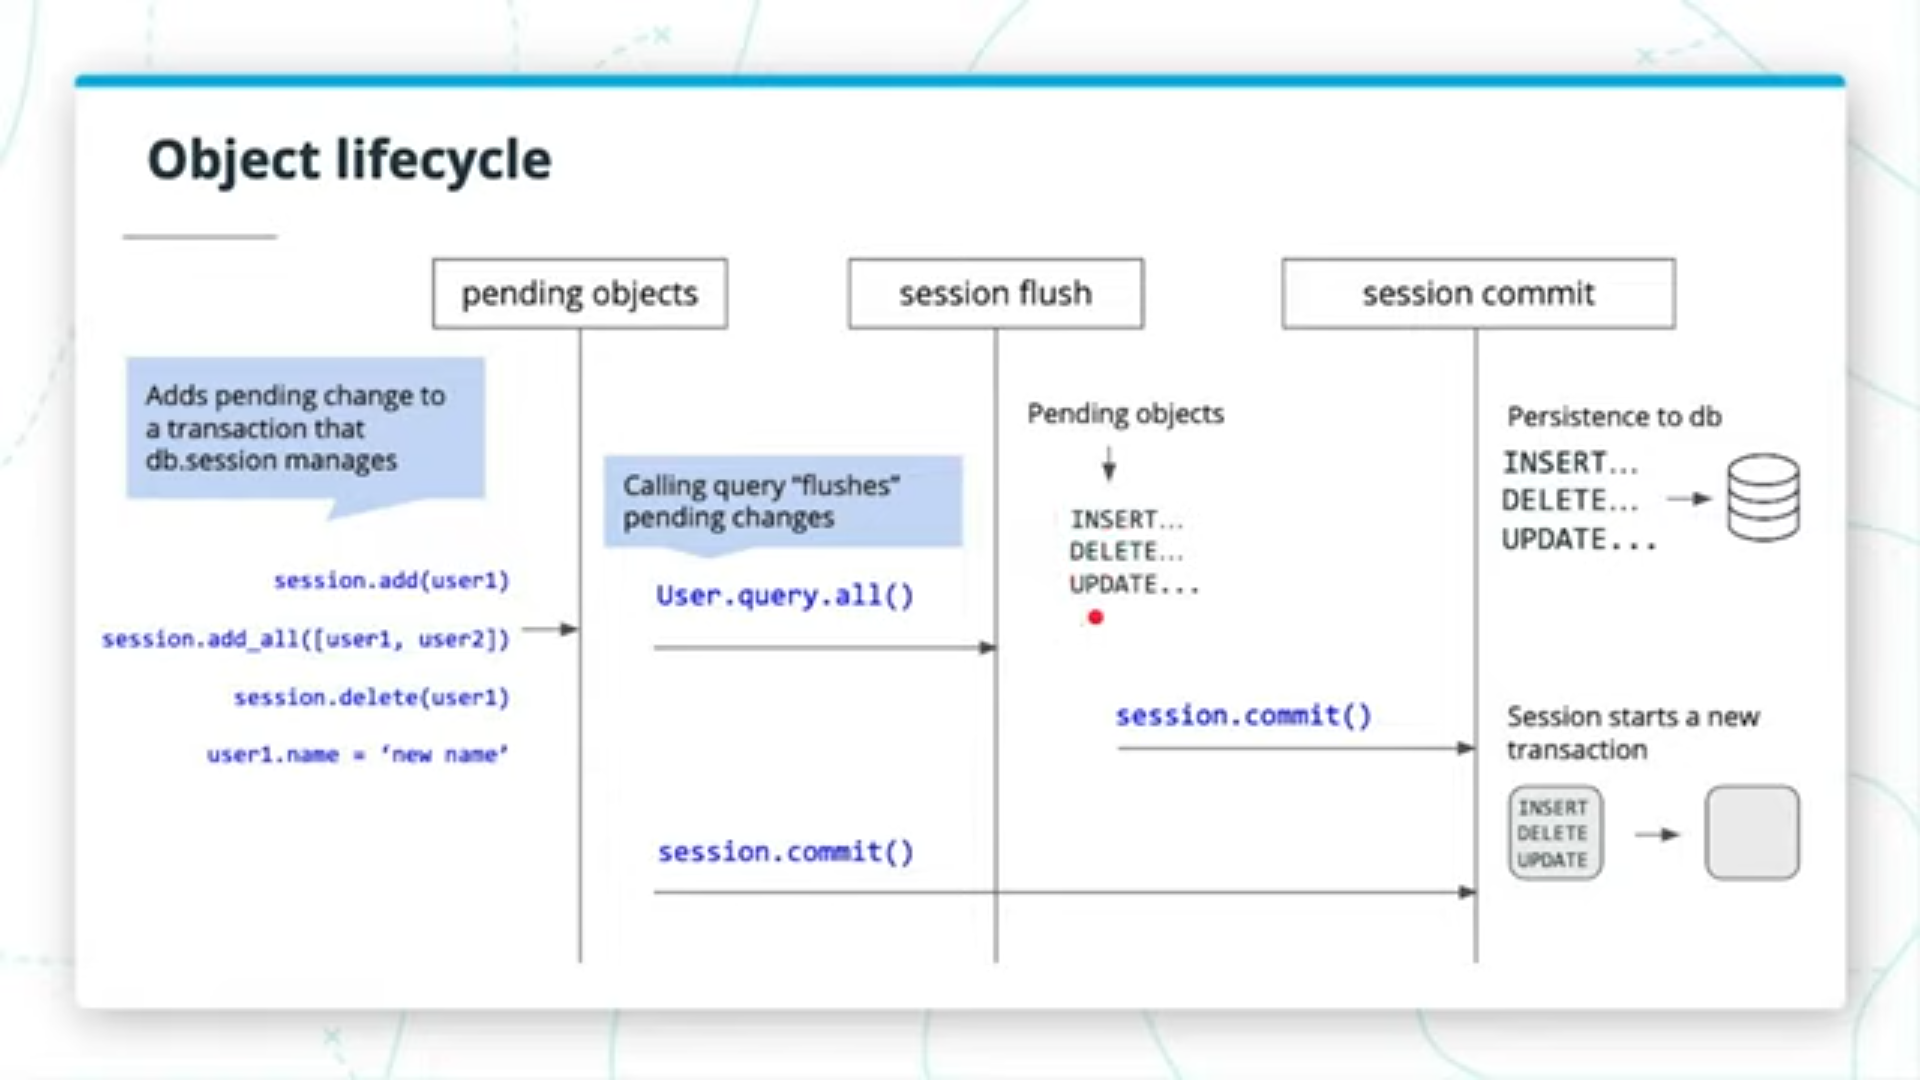 Object lifecycle
pending objects
session flush
session commit
Adds pending change to
a transaction that
db.session manages
session.add(user1)
session.add_all([user1, user2])
session.delete(user1)
user1.name = ‘new name’
Calling query “flushes”
pending changes
User.query.all()
session.commit()
Pending objects
INSERT...
DELETE...
UPDATE...
session.commit()
Persistence to db
INSERT...
DELETE...
UPDATE...
Session starts a new
transaction
INSERT
DELETE
UPDATE